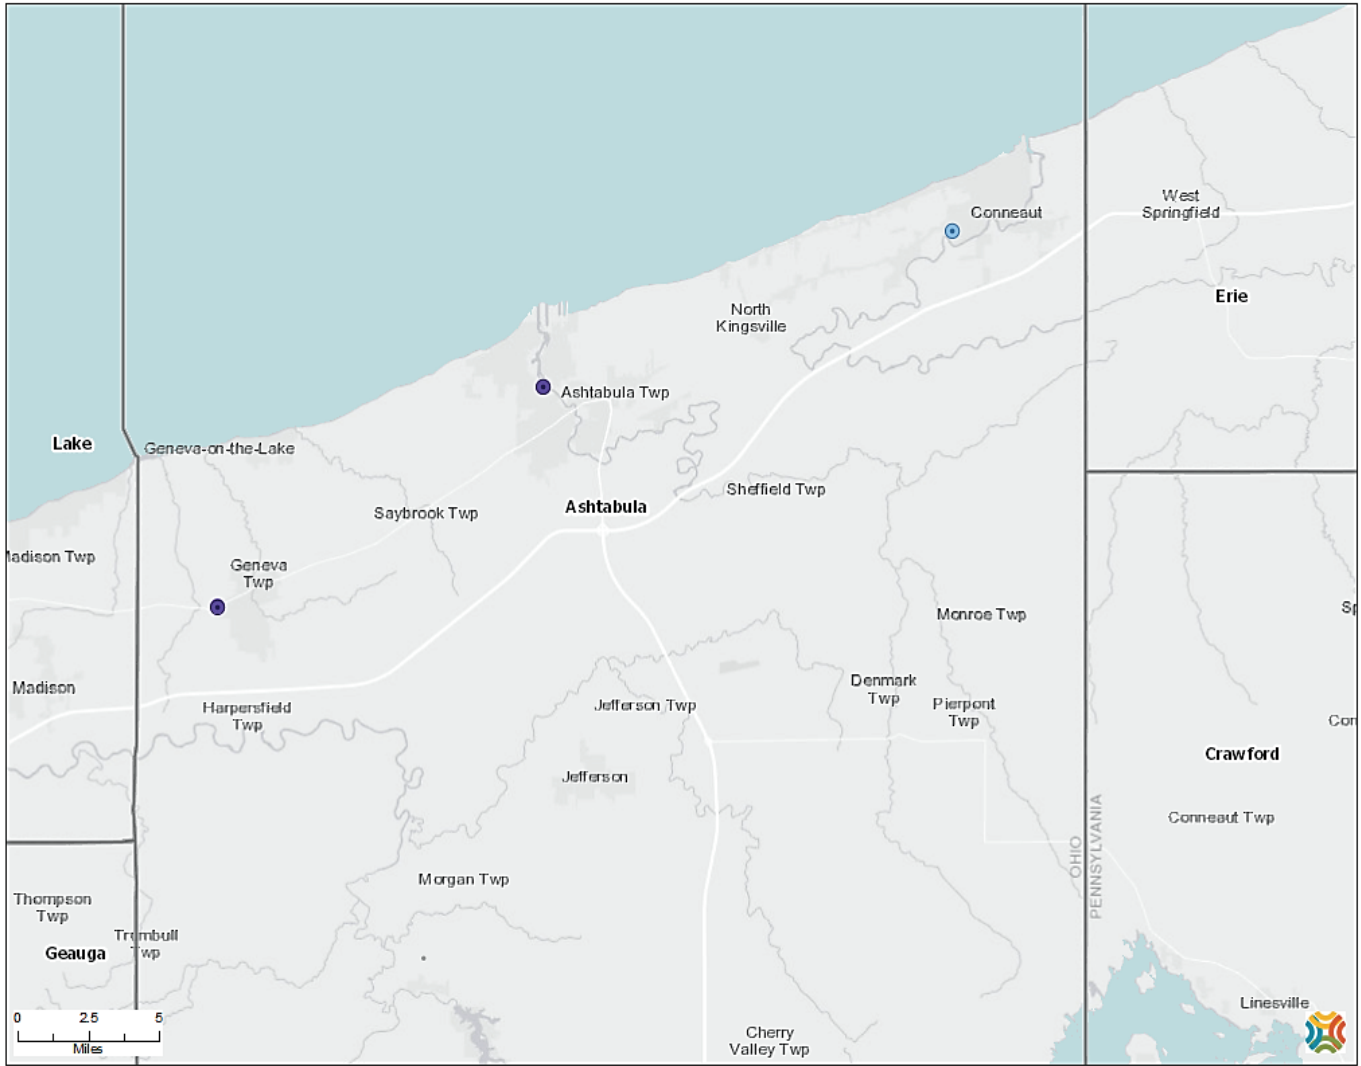 West
Springfield
Conneaut
Erie
North
Kingsville
Ashtabula Twp
Lake
Geneva-on-the-Lake
Sheffield Twp
Ashtabula
Saybrook Twp
Madison Twp
Geneva
Twp
Monroe Twp
Sp
Madison
Denmark
Twp
Harpersfield
Twp
Jefferson Twp
Pierpont
Twp
Con
Crawford
Jefferson
Conneaut Twp
OHIO
PENNSYLVANIA
Morgan Twp
Thompson
Twp
Trumbull
Twp
Geauga
Linesville
0 2.5 5
Miles
Cherry
Valley Twp